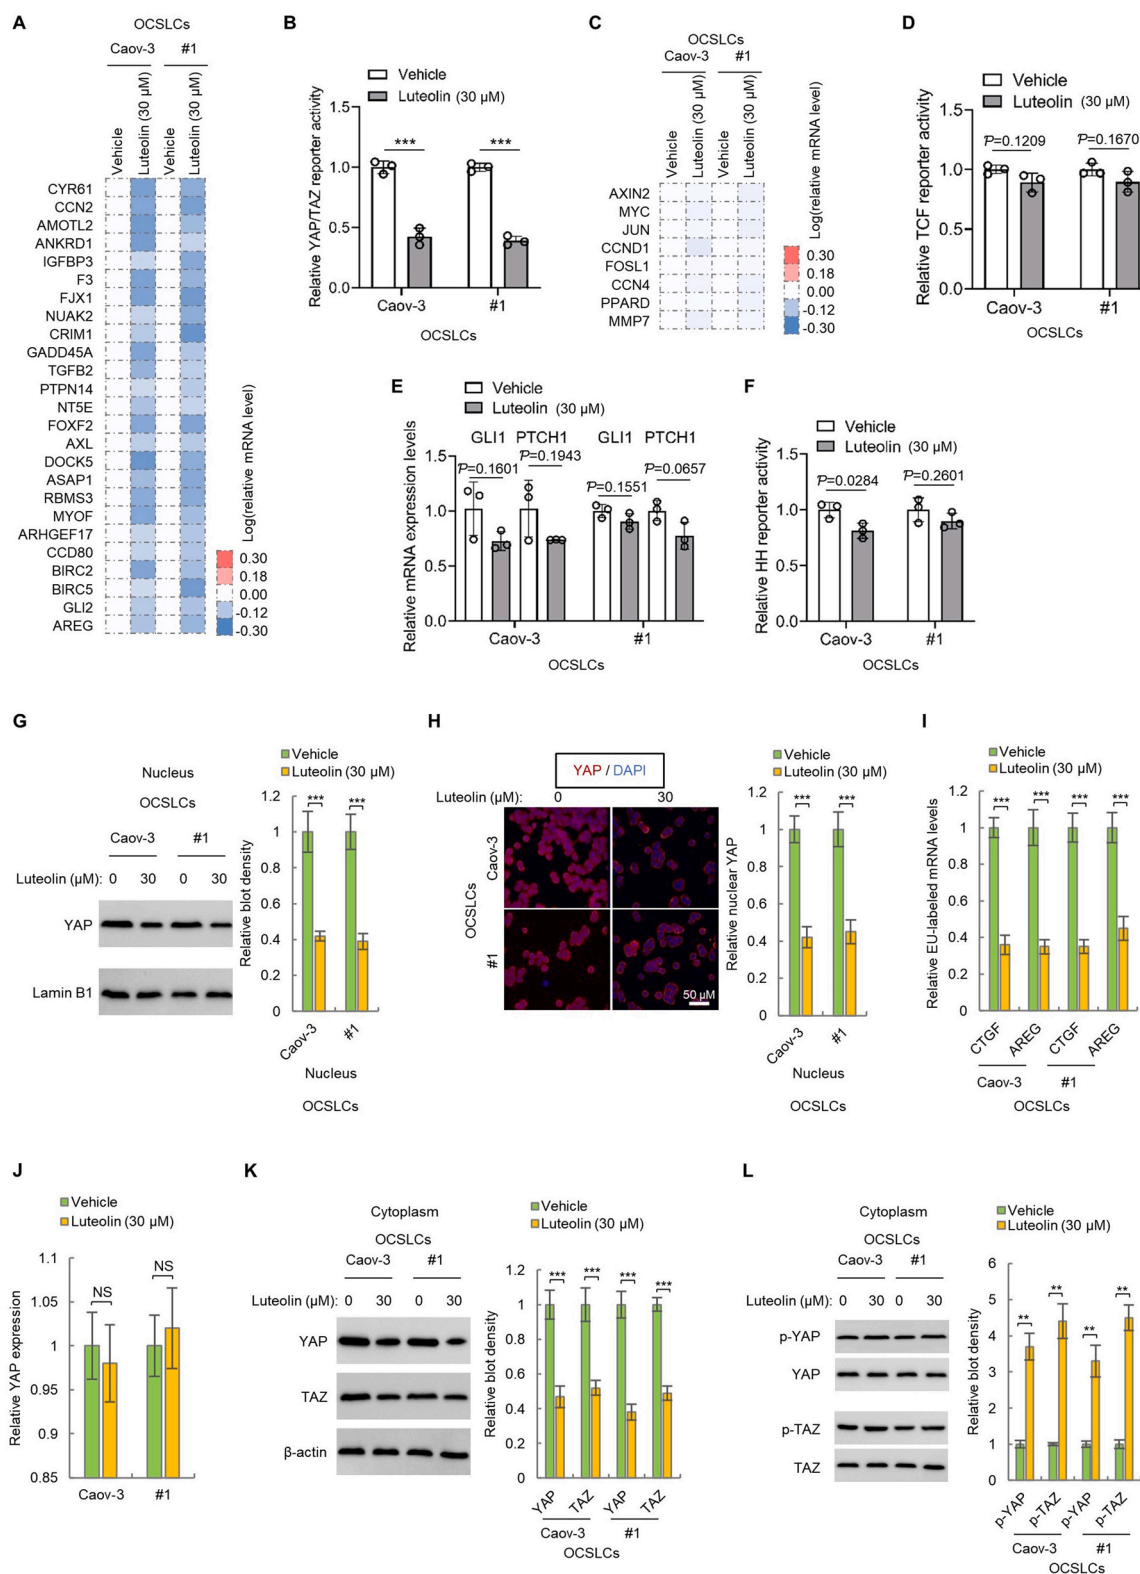 A
OCSLCs
Caov-3 #1
Vehicle
Luteolin (30 μM)
Vehicle
Luteolin (30 μM)
CYR61
CCN2
AMOTL2
ANKRD1
IGFBP3
F3
FJX1
NUAK2
CRIM1
GADD45A
TGFB2
PTPN14
NT5E
FOXF2
AXL
DOCK5
ASAP1
RBMS3
MYOF
ARHGEF17
CCD80
BIRC2
BIRC5
GLI2
AREG
Log(relative mRNA level)
0.30
0.18
0.00
-0.12
-0.30
B
Vehicle
Luteolin (30 μM)
Relative YAP/TAZ reporter activity
1.5
1.0
0.5
0.0
*** ***
Caov-3 #1
OCSLCs
C
OCSLCs
Caov-3 #1
Vehicle
Luteolin (30 μM)
Vehicle
Luteolin (30 μM)
AXIN2
MYC
JUN
CCND1
FOSL1
CCN4
PPARD
MMP7
Log(relative mRNA level)
0.30
0.18
0.00
-0.12
-0.30
D
Vehicle
Luteolin (30 μM)
Relative TCF reporter activity
1.5
1.0
0.5
0.0
P=0.1209 P=0.1670
Caov-3 #1
OCSLCs
E
Vehicle
Luteolin (30 μM)
GLI1 PTCH1 GLI1 PTCH1
Relative mRNA expression levels
1.5
1.0
0.5
0.0
P=0.1601 P=0.1943 P=0.1551 P=0.0657
Caov-3 #1
OCSLCs
F
Vehicle
Luteolin (30 μM)
Relative HH reporter activity
1.5
1.0
0.5
0.0
P=0.0284 P=0.2601
Caov-3 #1
OCSLCs
G
Nucleus
OCSLCs
Caov-3 #1
Luteolin (μM): 0 30 0 30
YAP
Lamin B1
Vehicle
Luteolin (30 μM)
Relative blot density
1.2
1
0.8
0.6
0.4
0.2
0
*** ***
Caov-3 #1
Nucleus
OCSLCs
H
YAP / DAPI
Luteolin (μM): 0 30
OCSLCs
Caov-3
#1
50 μM
Vehicle
Luteolin (30 μM)
Relative nuclear YAP
1.2
1
0.8
0.6
0.4
0.2
0
*** ***
Caov-3 #1
Nucleus
OCSLCs
I
Vehicle
Luteolin (30 μM)
Relative EU-labeled mRNA levels
1.2
1
0.8
0.6
0.4
0.2
0
*** *** *** ***
CTGF AREG CTGF AREG
Caov-3 #1
OCSLCs
J
Vehicle
Luteolin (30 μM)
Relative YAP expression
1.1
1.05
1
0.95
0.9
0.85
NS NS
Caov-3 #1
K
Cytoplasm
OCSLCs
Caov-3 #1
Luteolin (μM): 0 30 0 30
YAP
TAZ
β-actin
Vehicle
Luteolin (30 μM)
Relative blot density
1.2
1
0.8
0.6
0.4
0.2
0
*** *** *** ***
YAP TAZ YAP TAZ
Caov-3 #1
OCSLCs
L
Cytoplasm
OCSLCs
Caov-3 #1
Luteolin (μM): 0 30 0 30
p-YAP
YAP
p-TAZ
TAZ
Vehicle
Luteolin (30 μM)
Relative blot density
6
5
4
3
2
1
0
** ** ** **
p-YAP p-TAZ p-YAP p-TAZ
Caov-3 #1
OCSLCs